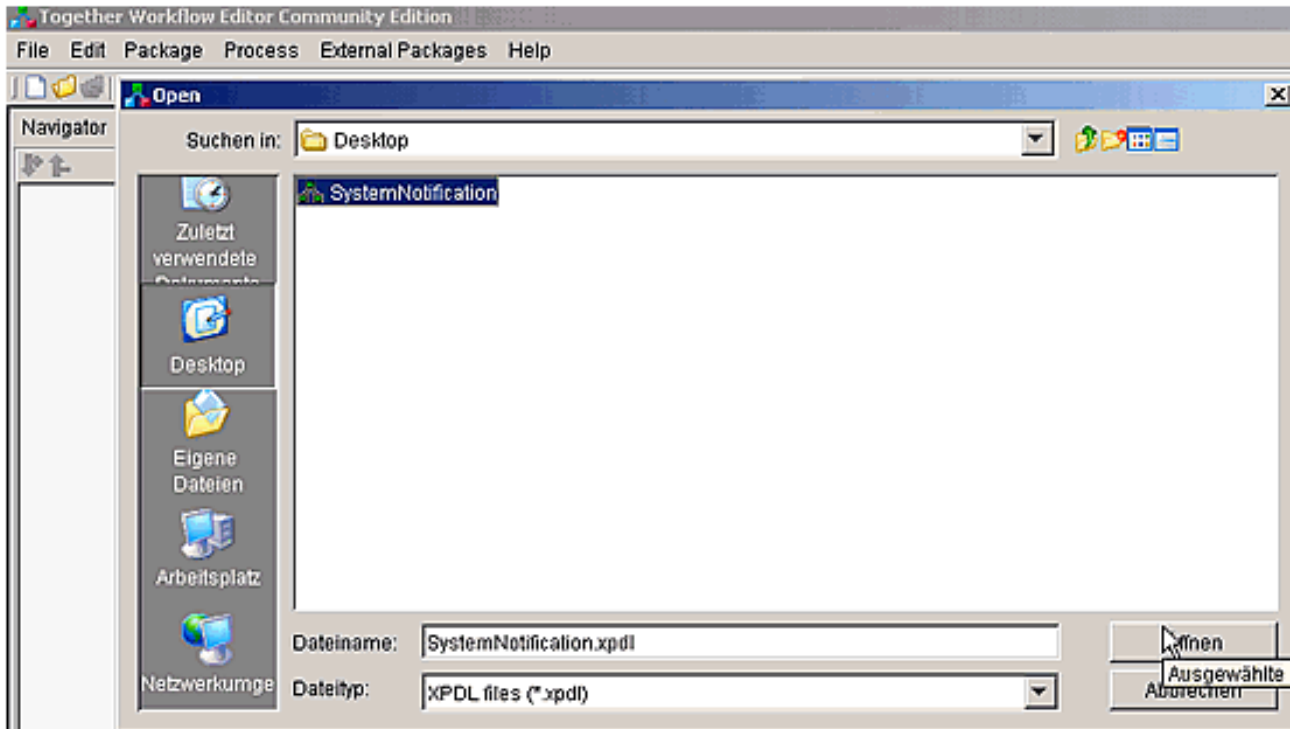 Together Workflow Editor Community Edition
File Edit Package Process External Packages Help
Open
Navigator
Suchen in: Desktop
SystemNotification
Zuletzt
verwendete
Desktop
Eigene
Dateien
Arbeitsplatz
Netzwerkumge
Dateiname: SystemNotification.xpdl
Dateityp: XPDL files (*.xpdl)
Ausgewählte